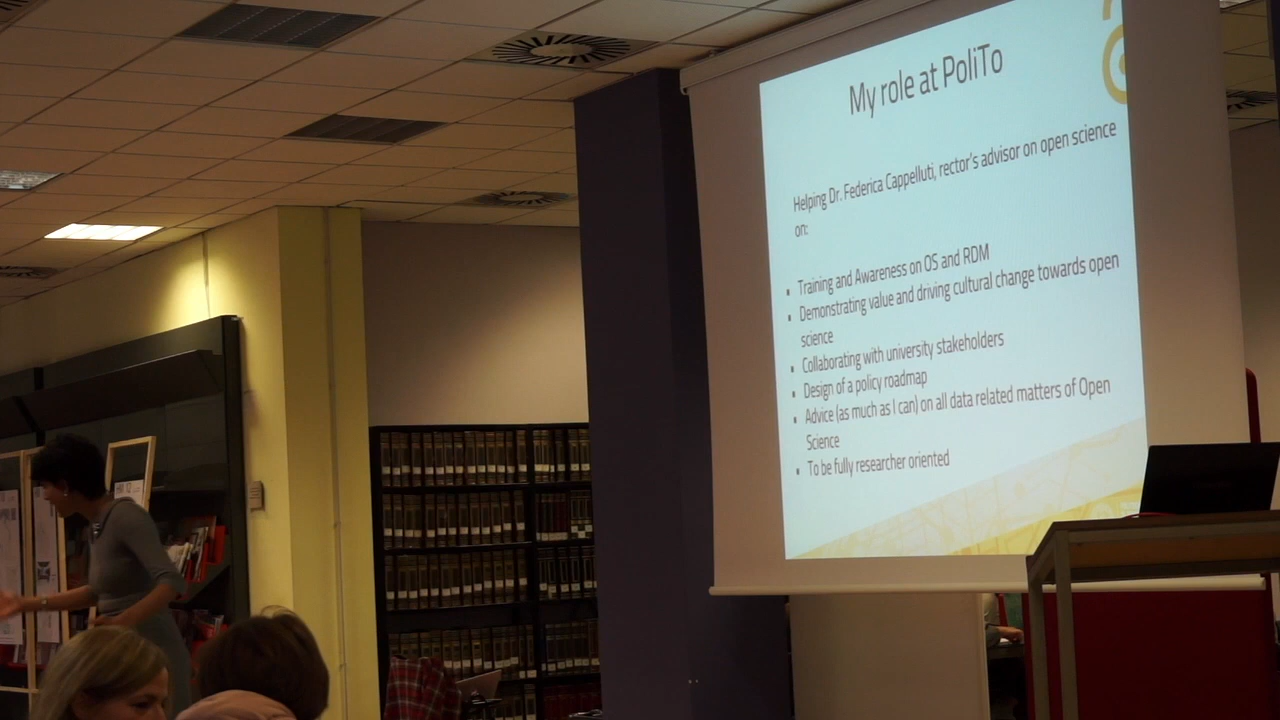 My role at PoliTo
Helping Dr. Federica Cappelluti, rector's advisor on open science
on:
▪ Training and Awareness on OS and RDM
▪ Demonstrating value and driving cultural change towards open
science
▪ Collaborating with university stakeholders
▪ Design of a policy roadmap
▪ Advice (as much as I can) on all data related matters of Open
Science
▪ To be fully researcher oriented